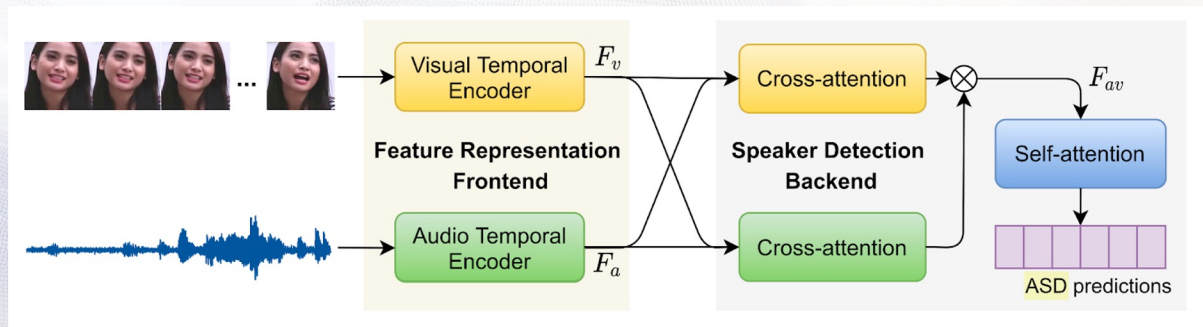 Visual Temporal
Encoder
F_v
Cross-attention
F_av
...
Feature Representation
Frontend
Speaker Detection
Backend
Self-attention
Audio Temporal
Encoder
F_a
Cross-attention
ASD predictions